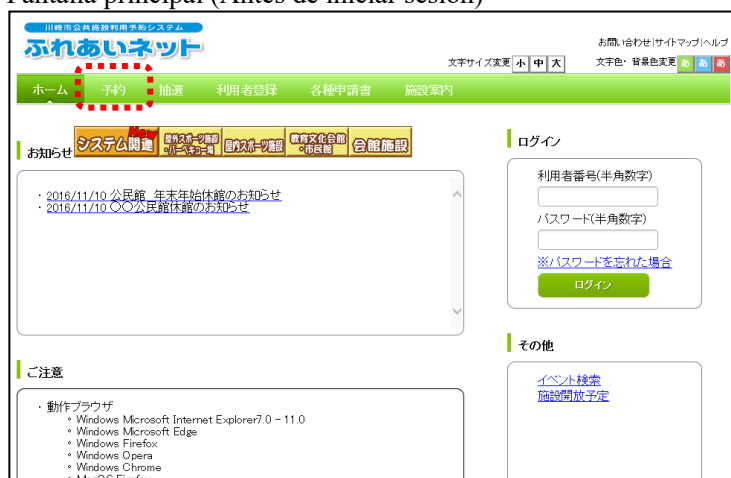 Pantalla principal (Antes de iniciar sesión)
川崎市公共施設利用予約システム
ふれあいネット
お問い合わせ|サイトマップ|ヘルプ
文字サイズ変更 小 中 大 文字色・背景色変更 あ あ あ
ホーム 予約 抽選 利用者登録 各種申請書 施設案内
お知らせ システム関連 New 屋外スポーツ施設・バーベキュー場 屋内スポーツ施設 教育文化会館・市民館 会館施設
・2016/11/10 公民館 年末年始休館のお知らせ
・2016/11/10 〇〇公民館休館のお知らせ
ログイン
利用者番号(半角数字)
パスワード(半角数字)
※パスワードを忘れた場合
ログイン
その他
イベント検索
施設開放予定
ご注意
・動作ブラウザ
◦ Windows Microsoft Internet Explorer7.0 - 11.0
◦ Windows Microsoft Edge
◦ Windows Firefox
◦ Windows Opera
◦ Windows Chrome
◦ MacOS Firefox